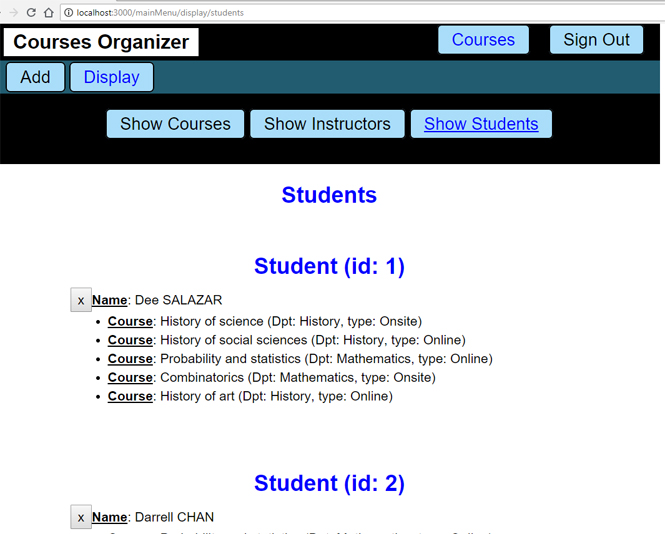 localhost:3000/mainMenu/display/students
Courses Organizer
Courses
Sign Out
Add
Display
Show Courses
Show Instructors
Show Students
Students
Student (id: 1)
x Name: Dee SALAZAR
• Course: History of science (Dpt: History, type: Onsite)
• Course: History of social sciences (Dpt: History, type: Online)
• Course: Probability and statistics (Dpt: Mathematics, type: Online)
• Course: Combinatorics (Dpt: Mathematics, type: Onsite)
• Course: History of art (Dpt: History, type: Online)
Student (id: 2)
x Name: Darrell CHAN